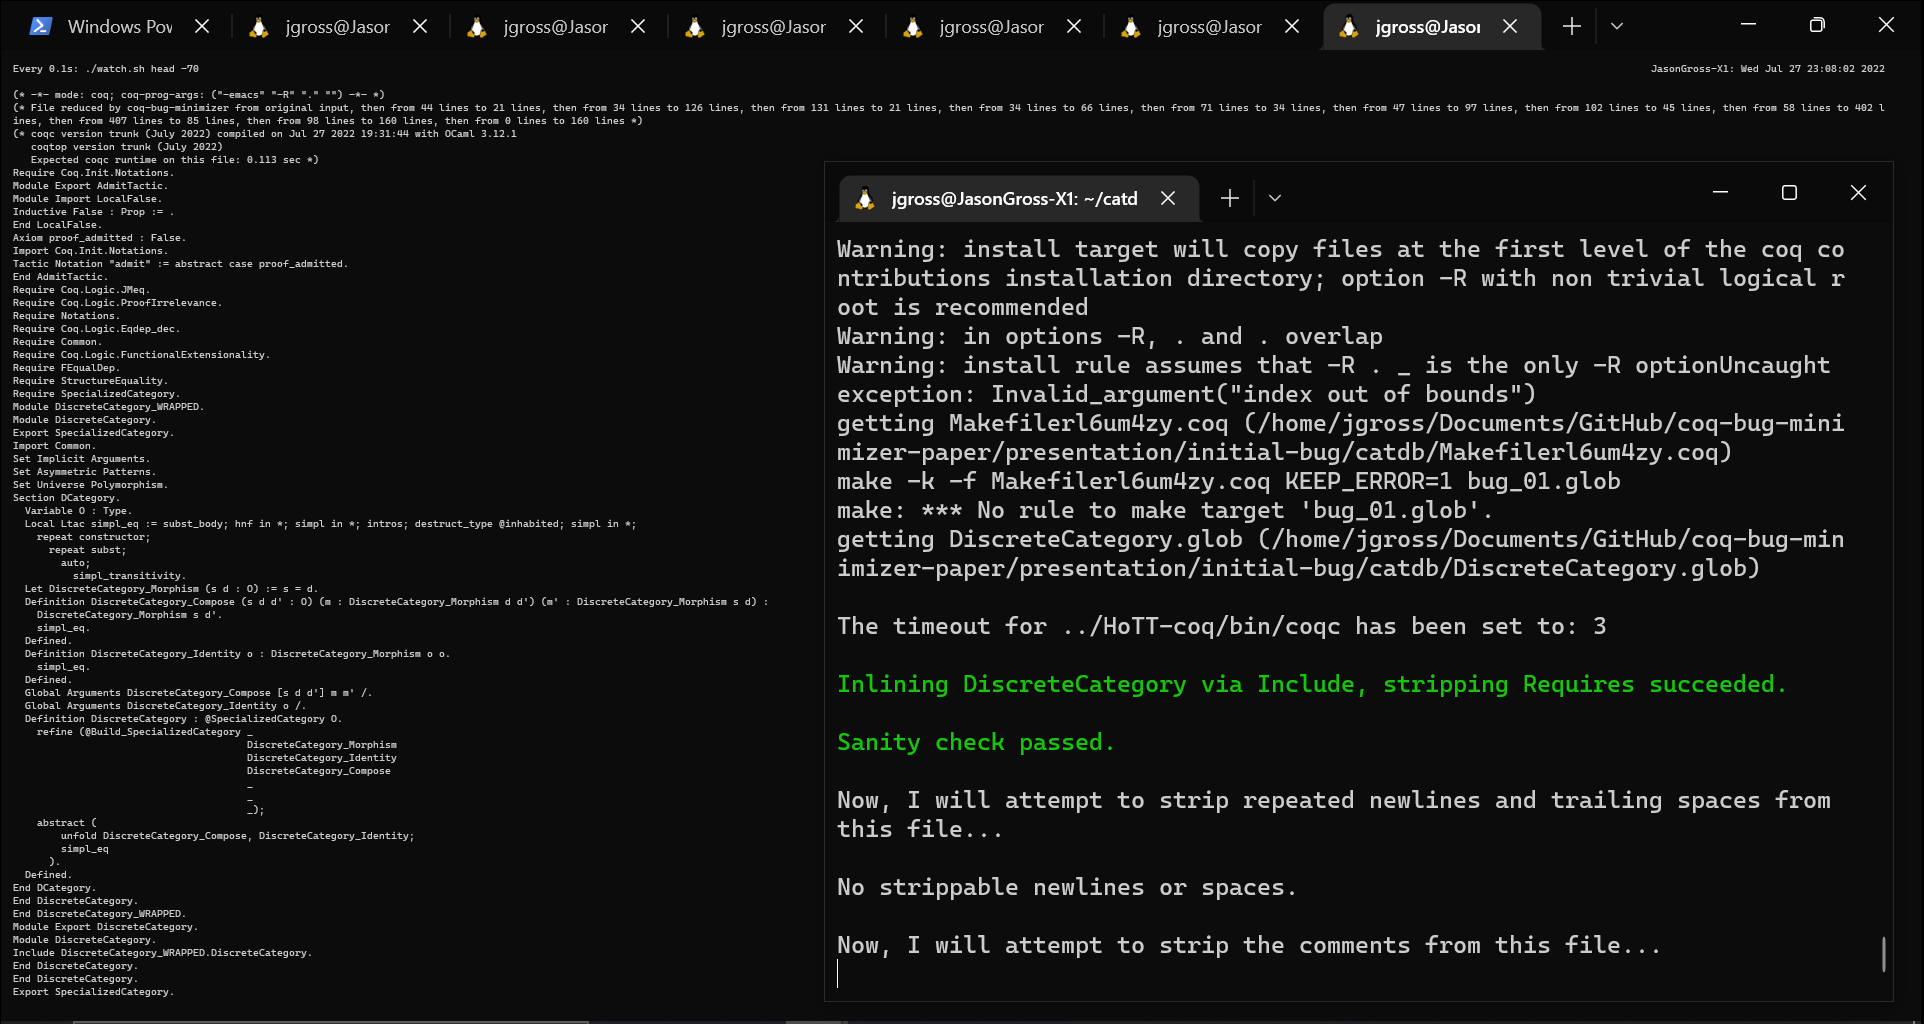 Windows Pov
jgross@Jasor
jgross@Jasor
jgross@Jasor
jgross@Jasor
jgross@Jasor
jgross@Jasor
Every 0.1s: ./watch.sh head -70
JasonGross-X1: Wed Jul 27 23:08:02 2022
(* -*- mode: coq; coq-prog-args: ("-emacs" "-R" "." "") -*- *)
(* File reduced by coq-bug-minimizer from original input, then from 44 lines to 21 lines, then from 34 lines to 126 lines, then from 131 lines to 21 lines, then from 34 lines to 66 lines, then from 71 lines to 34 lines, then from 47 lines to 97 lines, then from 102 lines to 45 lines, then from 58 lines to 402 l
ines, then from 407 lines to 85 lines, then from 98 lines to 160 lines, then from 0 lines to 160 lines *)
(* coqc version trunk (July 2022) compiled on Jul 27 2022 19:31:44 with OCaml 3.12.1
coqtop version trunk (July 2022)
Expected coqc runtime on this file: 0.113 sec *)
Require Coq.Init.Notations.
Module Export AdmitTactic.
Module Import LocalFalse.
Inductive False : Prop := .
End LocalFalse.
Axiom proof_admitted : False.
Import Coq.Init.Notations.
Tactic Notation "admit" := abstract case proof_admitted.
End AdmitTactic.
Require Coq.Logic.JMeq.
Require Coq.Logic.ProofIrrelevance.
Require Notations.
Require Coq.Logic.Eqdep_dec.
Require Common.
Require Coq.Logic.FunctionalExtensionality.
Require FEqualDep.
Require StructureEquality.
Require SpecializedCategory.
Module DiscreteCategory_WRAPPED.
Module DiscreteCategory.
Export SpecializedCategory.
Import Common.
Set Implicit Arguments.
Set Asymmetric Patterns.
Set Universe Polymorphism.
Section DCategory.
Variable O : Type.
Local Ltac simpl_eq := subst_body; hnf in *; simpl in *; intros; destruct_type @inhabited; simpl in *;
repeat constructor;
repeat subst;
auto;
simpl_transitivity.
Let DiscreteCategory_Morphism (s d : O) := s = d.
Definition DiscreteCategory_Compose (s d d' : O) (m : DiscreteCategory_Morphism d d') (m' : DiscreteCategory_Morphism s d) :
DiscreteCategory_Morphism s d'.
simpl_eq.
Defined.
Definition DiscreteCategory_Identity o : DiscreteCategory_Morphism o o.
simpl_eq.
Defined.
Global Arguments DiscreteCategory_Compose [s d d'] m m' /.
Global Arguments DiscreteCategory_Identity o /.
Definition DiscreteCategory : @SpecializedCategory O.
refine (@Build_SpecializedCategory _
DiscreteCategory_Morphism
DiscreteCategory_Identity
DiscreteCategory_Compose
_
_
_);
abstract (
unfold DiscreteCategory_Compose, DiscreteCategory_Identity;
simpl_eq
).
Defined.
End DCategory.
End DiscreteCategory.
End DiscreteCategory_WRAPPED.
Module Export DiscreteCategory.
Module DiscreteCategory.
Include DiscreteCategory_WRAPPED.DiscreteCategory.
End DiscreteCategory.
End DiscreteCategory.
Export SpecializedCategory.
jgross@JasonGross-X1: ~/catd
Warning: install target will copy files at the first level of the coq co
ntributions installation directory; option -R with non trivial logical r
oot is recommended
Warning: in options -R, . and . overlap
Warning: install rule assumes that -R . _ is the only -R optionUncaught
exception: Invalid_argument("index out of bounds")
getting Makefilerl6um4zy.coq (/home/jgross/Documents/GitHub/coq-bug-mini
mizer-paper/presentation/initial-bug/catdb/Makefilerl6um4zy.coq)
make -k -f Makefilerl6um4zy.coq KEEP_ERROR=1 bug_01.glob
make: *** No rule to make target 'bug_01.glob'.
getting DiscreteCategory.glob (/home/jgross/Documents/GitHub/coq-bug-min
imizer-paper/presentation/initial-bug/catdb/DiscreteCategory.glob)
The timeout for ../HoTT-coq/bin/coqc has been set to: 3
Inlining DiscreteCategory via Include, stripping Requires succeeded.
Sanity check passed.
Now, I will attempt to strip repeated newlines and trailing spaces from
this file...
No strippable newlines or spaces.
Now, I will attempt to strip the comments from this file...